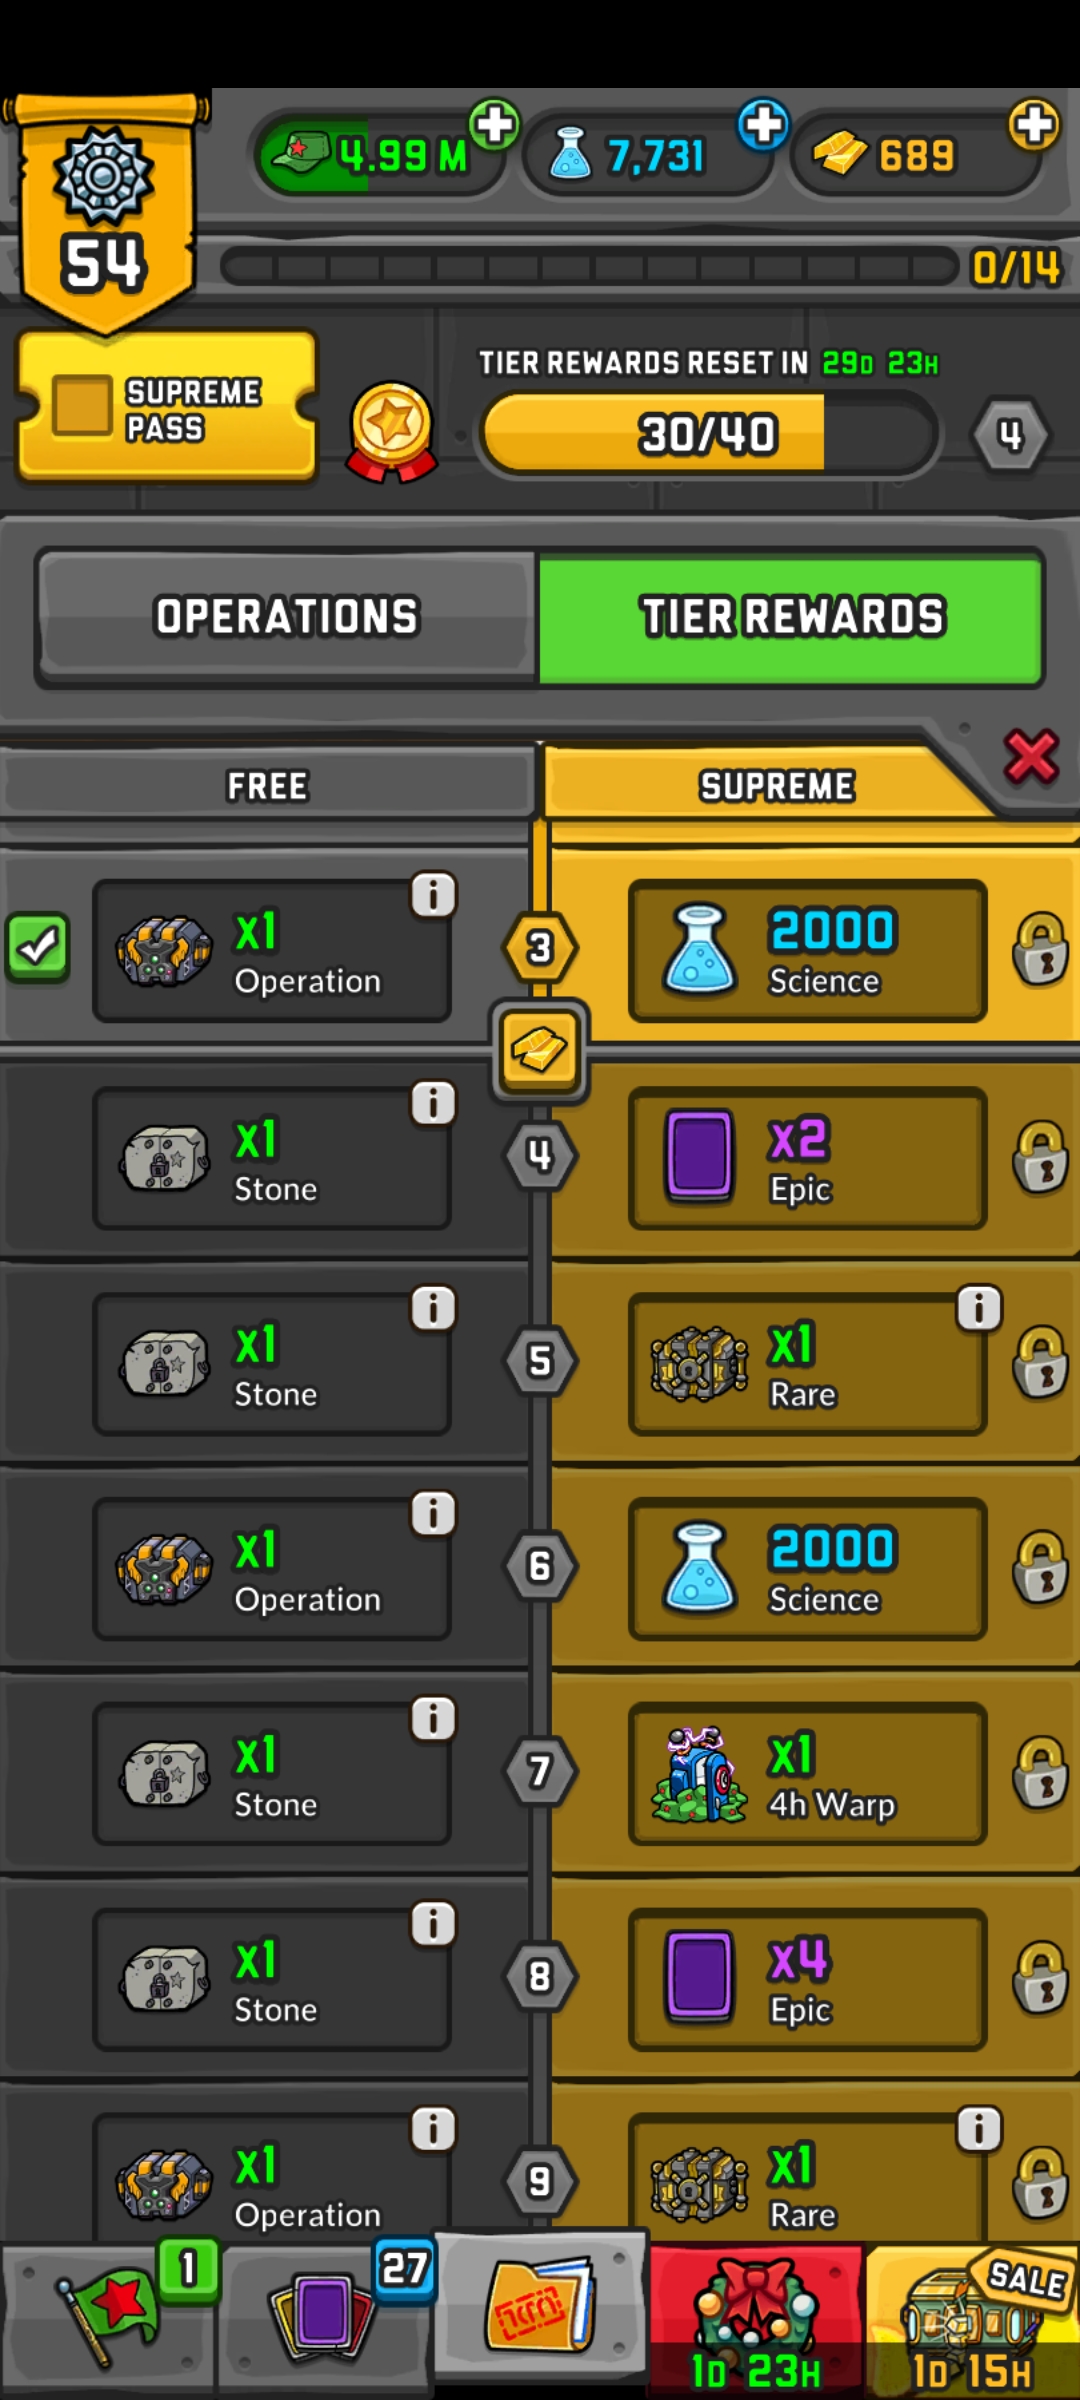 4.99 M
7,731
689
54
0/14
SUPREME
PASS
TIER REWARDS RESET IN 29D 23H
30/40
4
OPERATIONS
TIER REWARDS
FREE
SUPREME
x1
Operation
3
2000
Science
x1
Stone
4
x2
Epic
x1
Stone
5
x1
Rare
x1
Operation
6
2000
Science
x1
Stone
7
x1
4h Warp
x1
Stone
8
x4
Epic
x1
Operation
9
x1
Rare
1
27
SALE
1D 23H
1D 15H